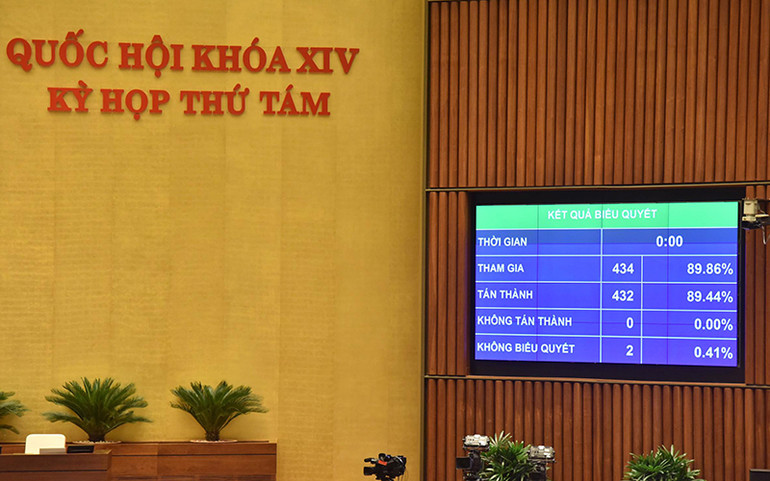 QUỐC HỘI KHÓA XIV
KỲ HỌP THỨ TÁM
KẾT QUẢ BIỂU QUYẾT
THỜI GIAN 0:00
THAM GIA 434 89.86%
TÁN THÀNH 432 89.44%
KHÔNG TÁN THÀNH 0 0.00%
KHÔNG BIỂU QUYẾT 2 0.41%